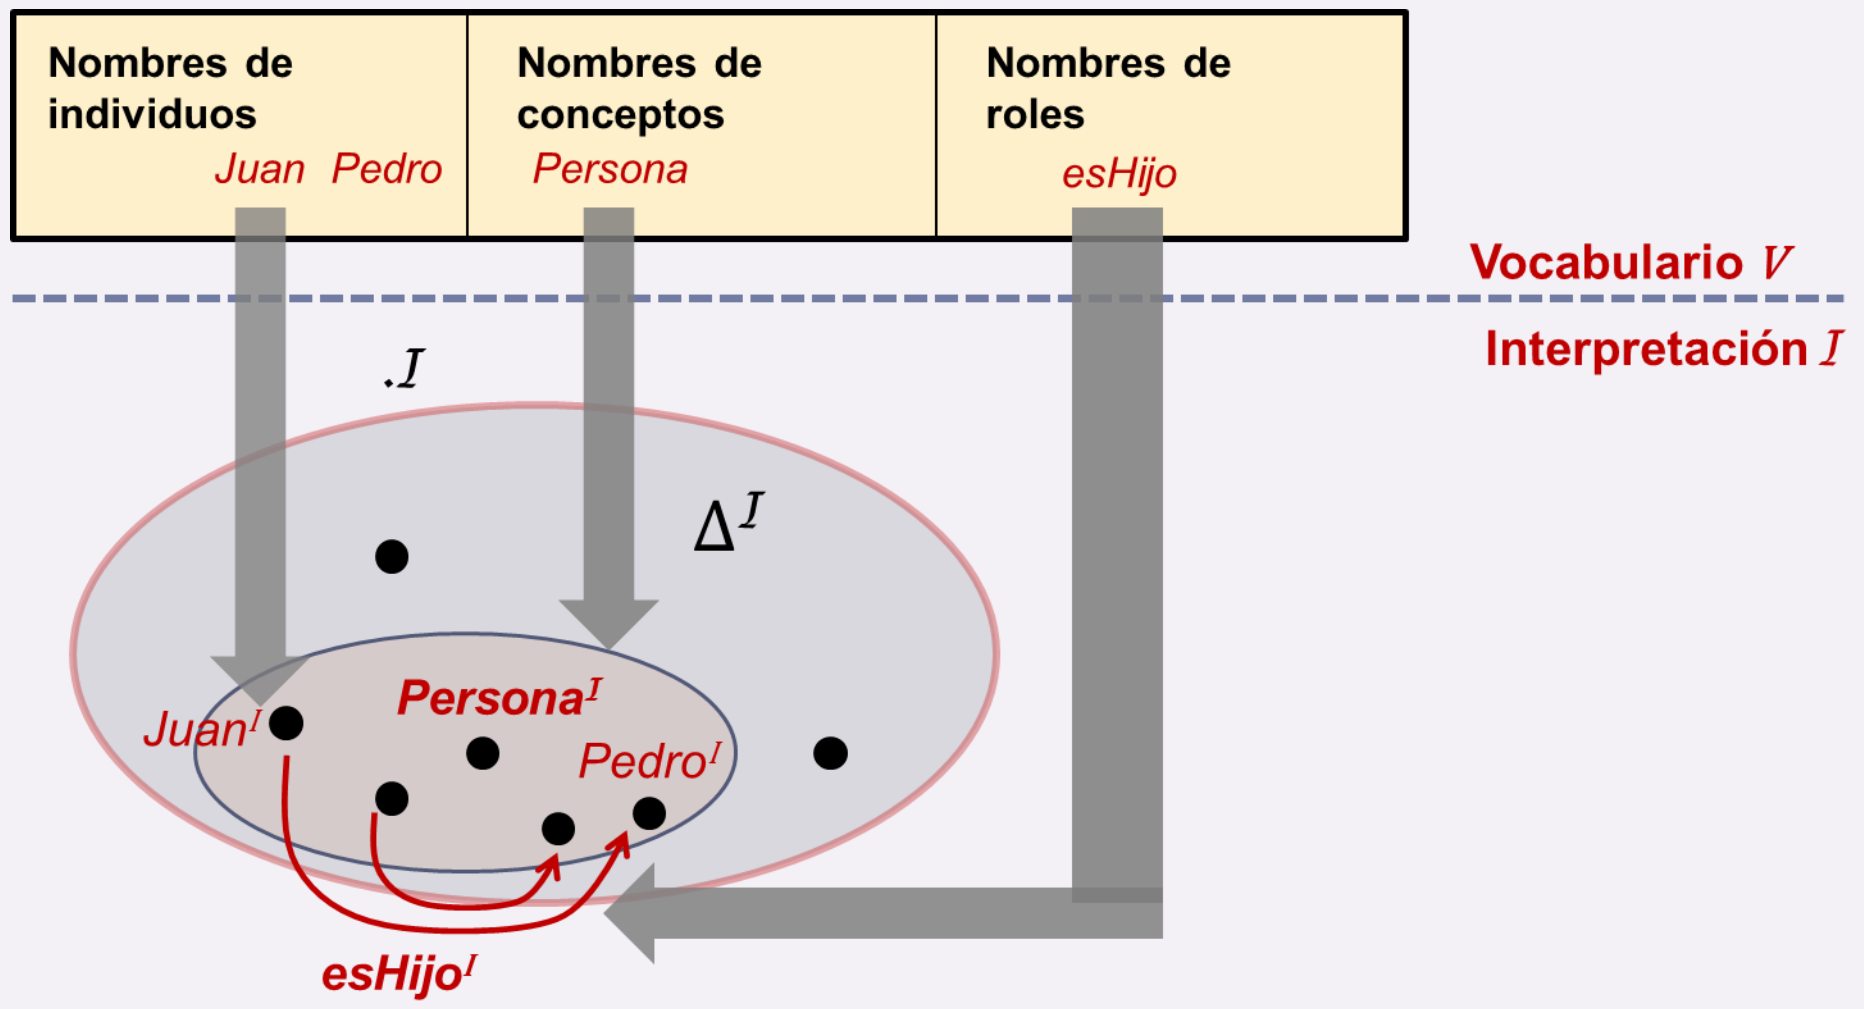 Nombres de
individuos
Juan Pedro
Nombres de
conceptos
Persona
Nombres de
roles
esHijo
Vocabulario 𝒱
Interpretación ℐ
.ℐ
Δ^ℐ
Persona^ℐ
Juan^ℐ
Pedro^ℐ
esHijo^ℐ